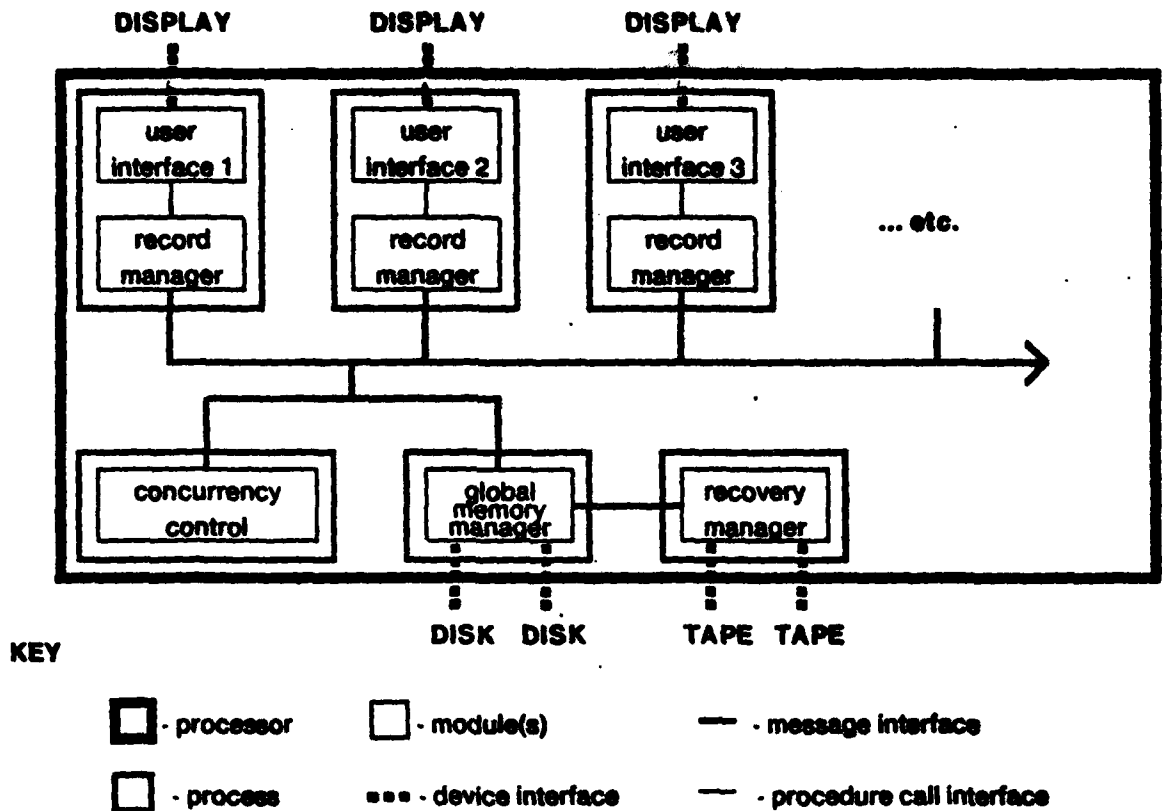 DISPLAY DISPLAY DISPLAY
user interface 1
user interface 2
user interface 3
record manager
record manager
record manager
... etc.
concurrency control
global memory manager
recovery manager
DISK DISK TAPE TAPE
KEY
- processor
- module(s)
- message interface
- process
- device interface
- procedure call interface